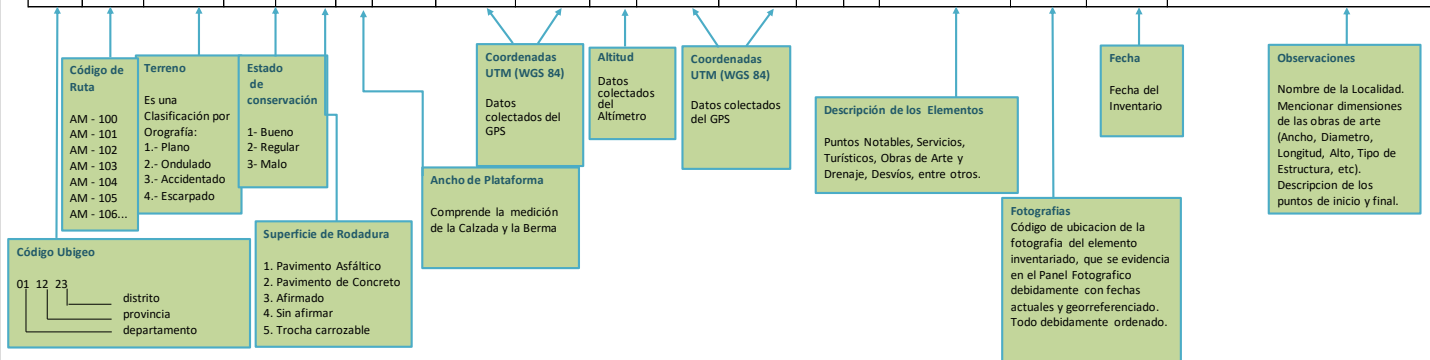 Código de
Ruta
AM - 100
AM - 101
AM - 102
AM - 103
AM - 104
AM - 105
AM - 106...
Terreno
Es una
Clasificación por
Orografía:
1.- Plano
2.- Ondulado
3.- Accidentado
4.- Escarpado
Estado
de
conservación
1- Bueno
2- Regular
3- Malo
Coordenadas
UTM (WGS 84)
Datos
colectados del
GPS
Altitud
Datos
colectados
del
Altímetro
Coordenadas
UTM (WGS 84)
Datos colectados
del GPS
Descripción de los Elementos
Puntos Notables, Servicios,
Turísticos, Obras de Arte y
Drenaje, Desvíos, entre otros.
Fecha
Fecha del
Inventario
Observaciones
Nombre de la Localidad.
Mencionar dimensiones
de las obras de arte
(Ancho, Diametro,
Longitud, Alto, Tipo de
Estructura, etc).
Descripcion de los
puntos de inicio y final.
Código Ubigeo
01 12 23
distrito
provincia
departamento
Superficie de Rodadura
1. Pavimento Asfáltico
2. Pavimento de Concreto
3. Afirmado
4. Sin afirmar
5. Trocha carrozable
Ancho de Plataforma
Comprende la medición
de la Calzada y la Berma
Fotografias
Código de ubicacion de la
fotografia del elemento
inventariado, que se evidencia
en el Panel Fotografico
debidamente con fechas
actuales y georreferenciado.
Todo debidamente ordenado.